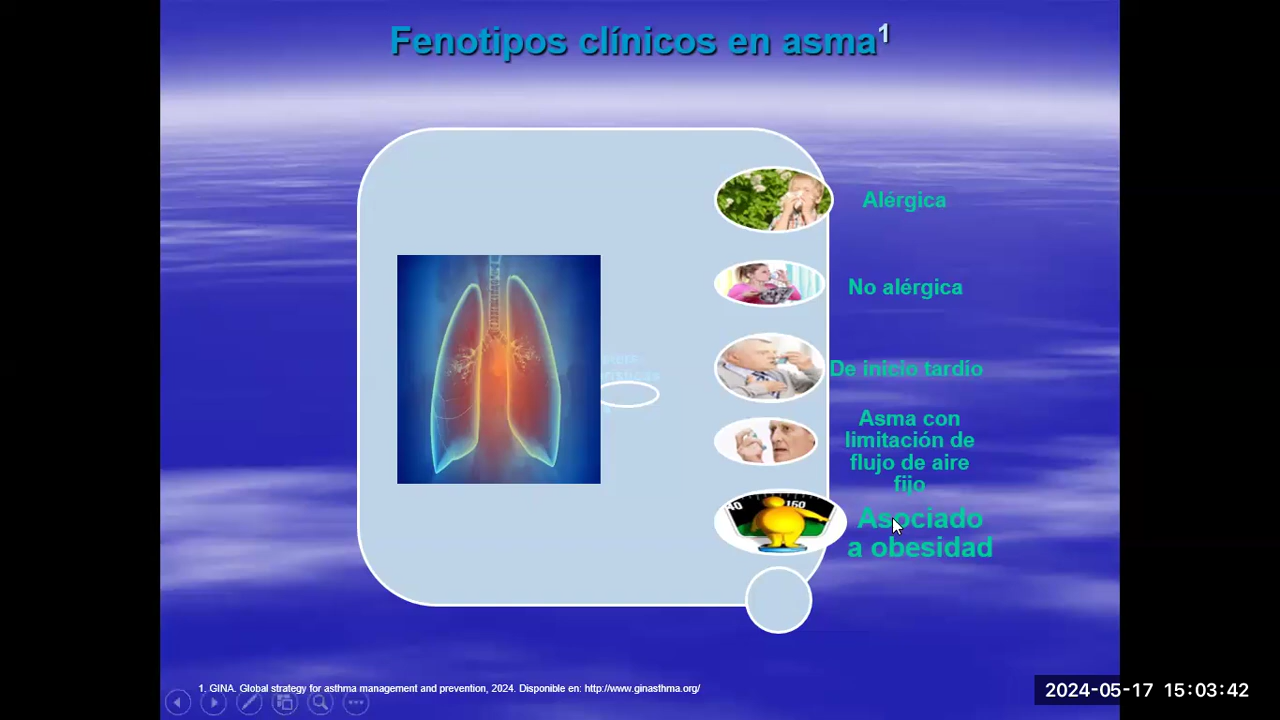 Fenotipos clínicos en asma1
Alérgica
No alérgica
De inicio tardío
Asma con
limitación de
flujo de aire
fijo
160
Asociado
a obesidad
1. GINA. Global strategy for asthma management and prevention, 2024. Disponible en: http://www.ginasthma.org/
2024-05-17 15:03:42